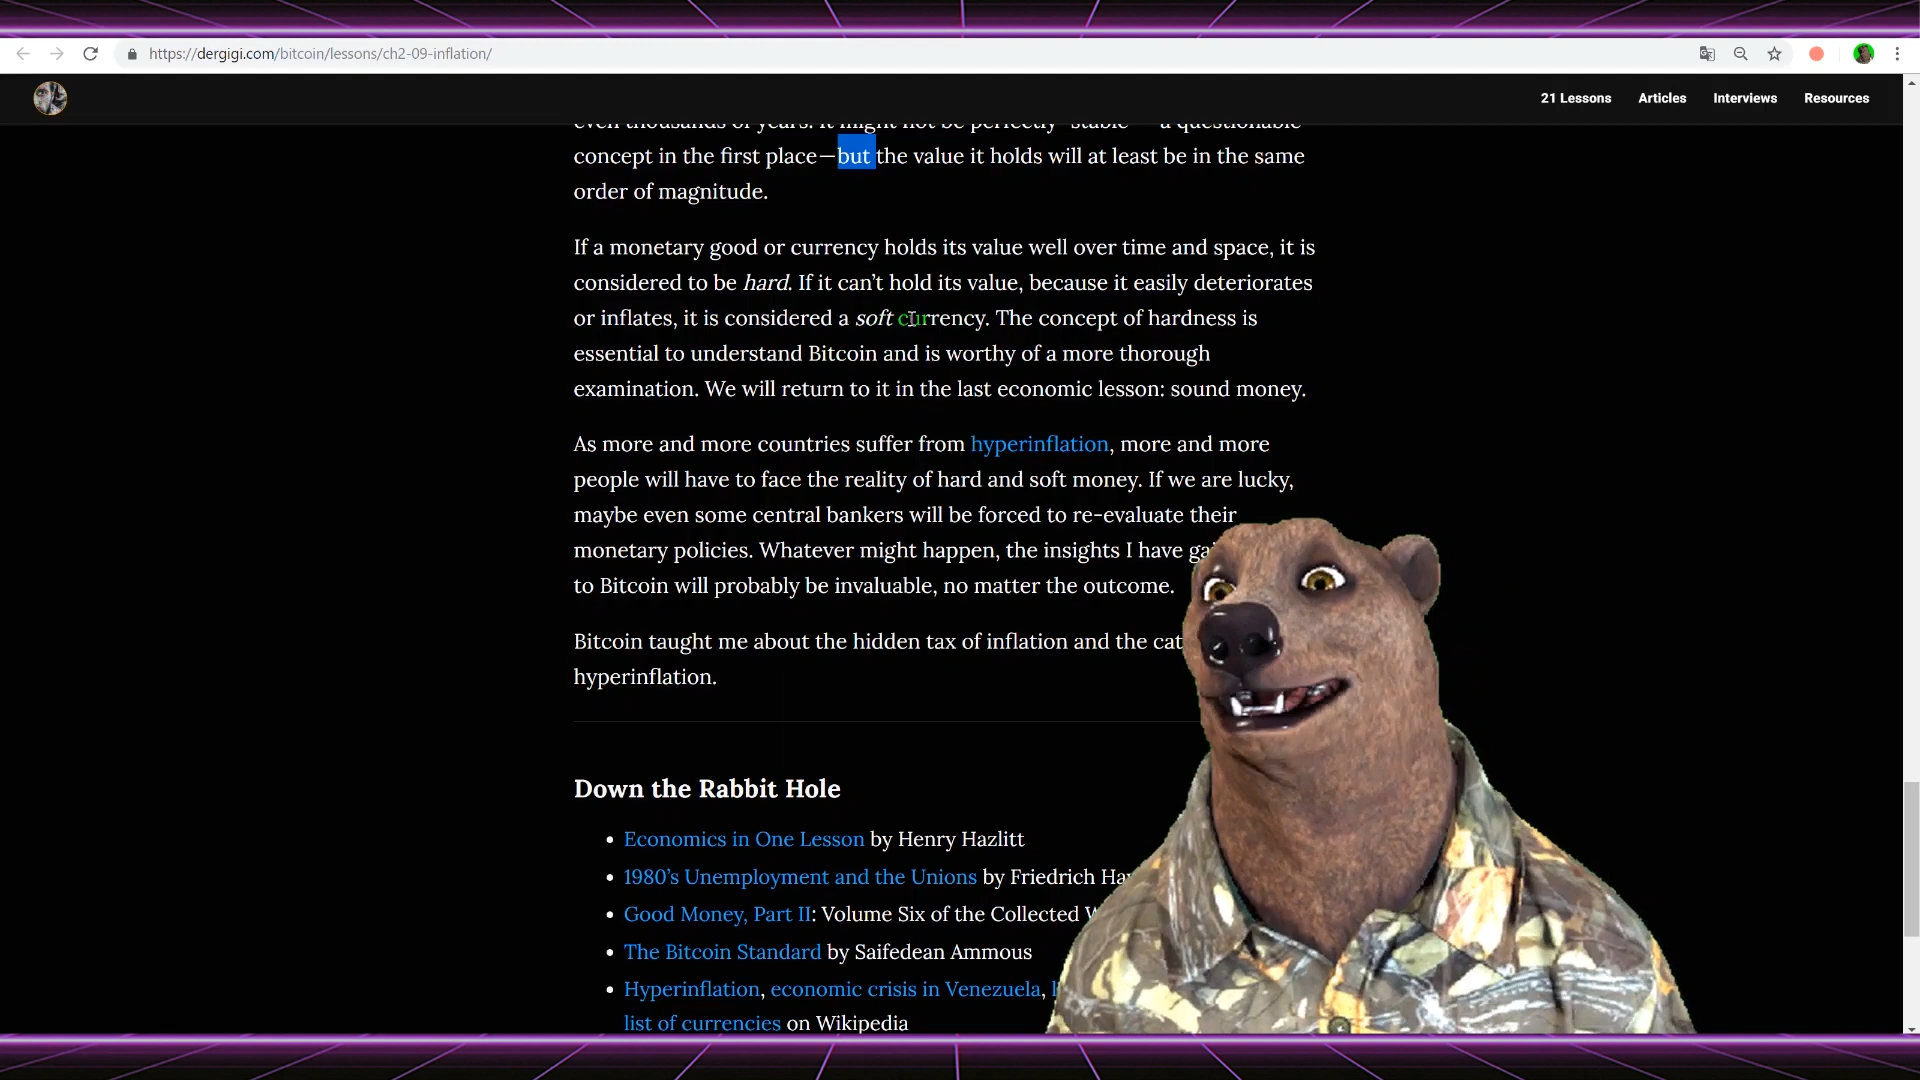 https://dergigi.com/bitcoin/lessons/ch2-09-inflation/
21 Lessons Articles Interviews Resources
even thousands of years. It might not be perfectly "stable" — a questionable
concept in the first place—but the value it holds will at least be in the same
order of magnitude.
If a monetary good or currency holds its value well over time and space, it is
considered to be hard. If it can’t hold its value, because it easily deteriorates
or inflates, it is considered a soft currency. The concept of hardness is
essential to understand Bitcoin and is worthy of a more thorough
examination. We will return to it in the last economic lesson: sound money.
As more and more countries suffer from hyperinflation, more and more
people will have to face the reality of hard and soft money. If we are lucky,
maybe even some central bankers will be forced to re-evaluate their
monetary policies. Whatever might happen, the insights I have
to Bitcoin will probably be invaluable, no matter the outcome.
Bitcoin taught me about the hidden tax of inflation and the
hyperinflation.
Down the Rabbit Hole
• Economics in One Lesson by Henry Hazlitt
• 1980’s Unemployment and the Unions by Friedrich
• Good Money, Part II: Volume Six of the Collected
• The Bitcoin Standard by Saifedean Ammous
• Hyperinflation, economic crisis in Venezuela,
list of currencies on Wikipedia